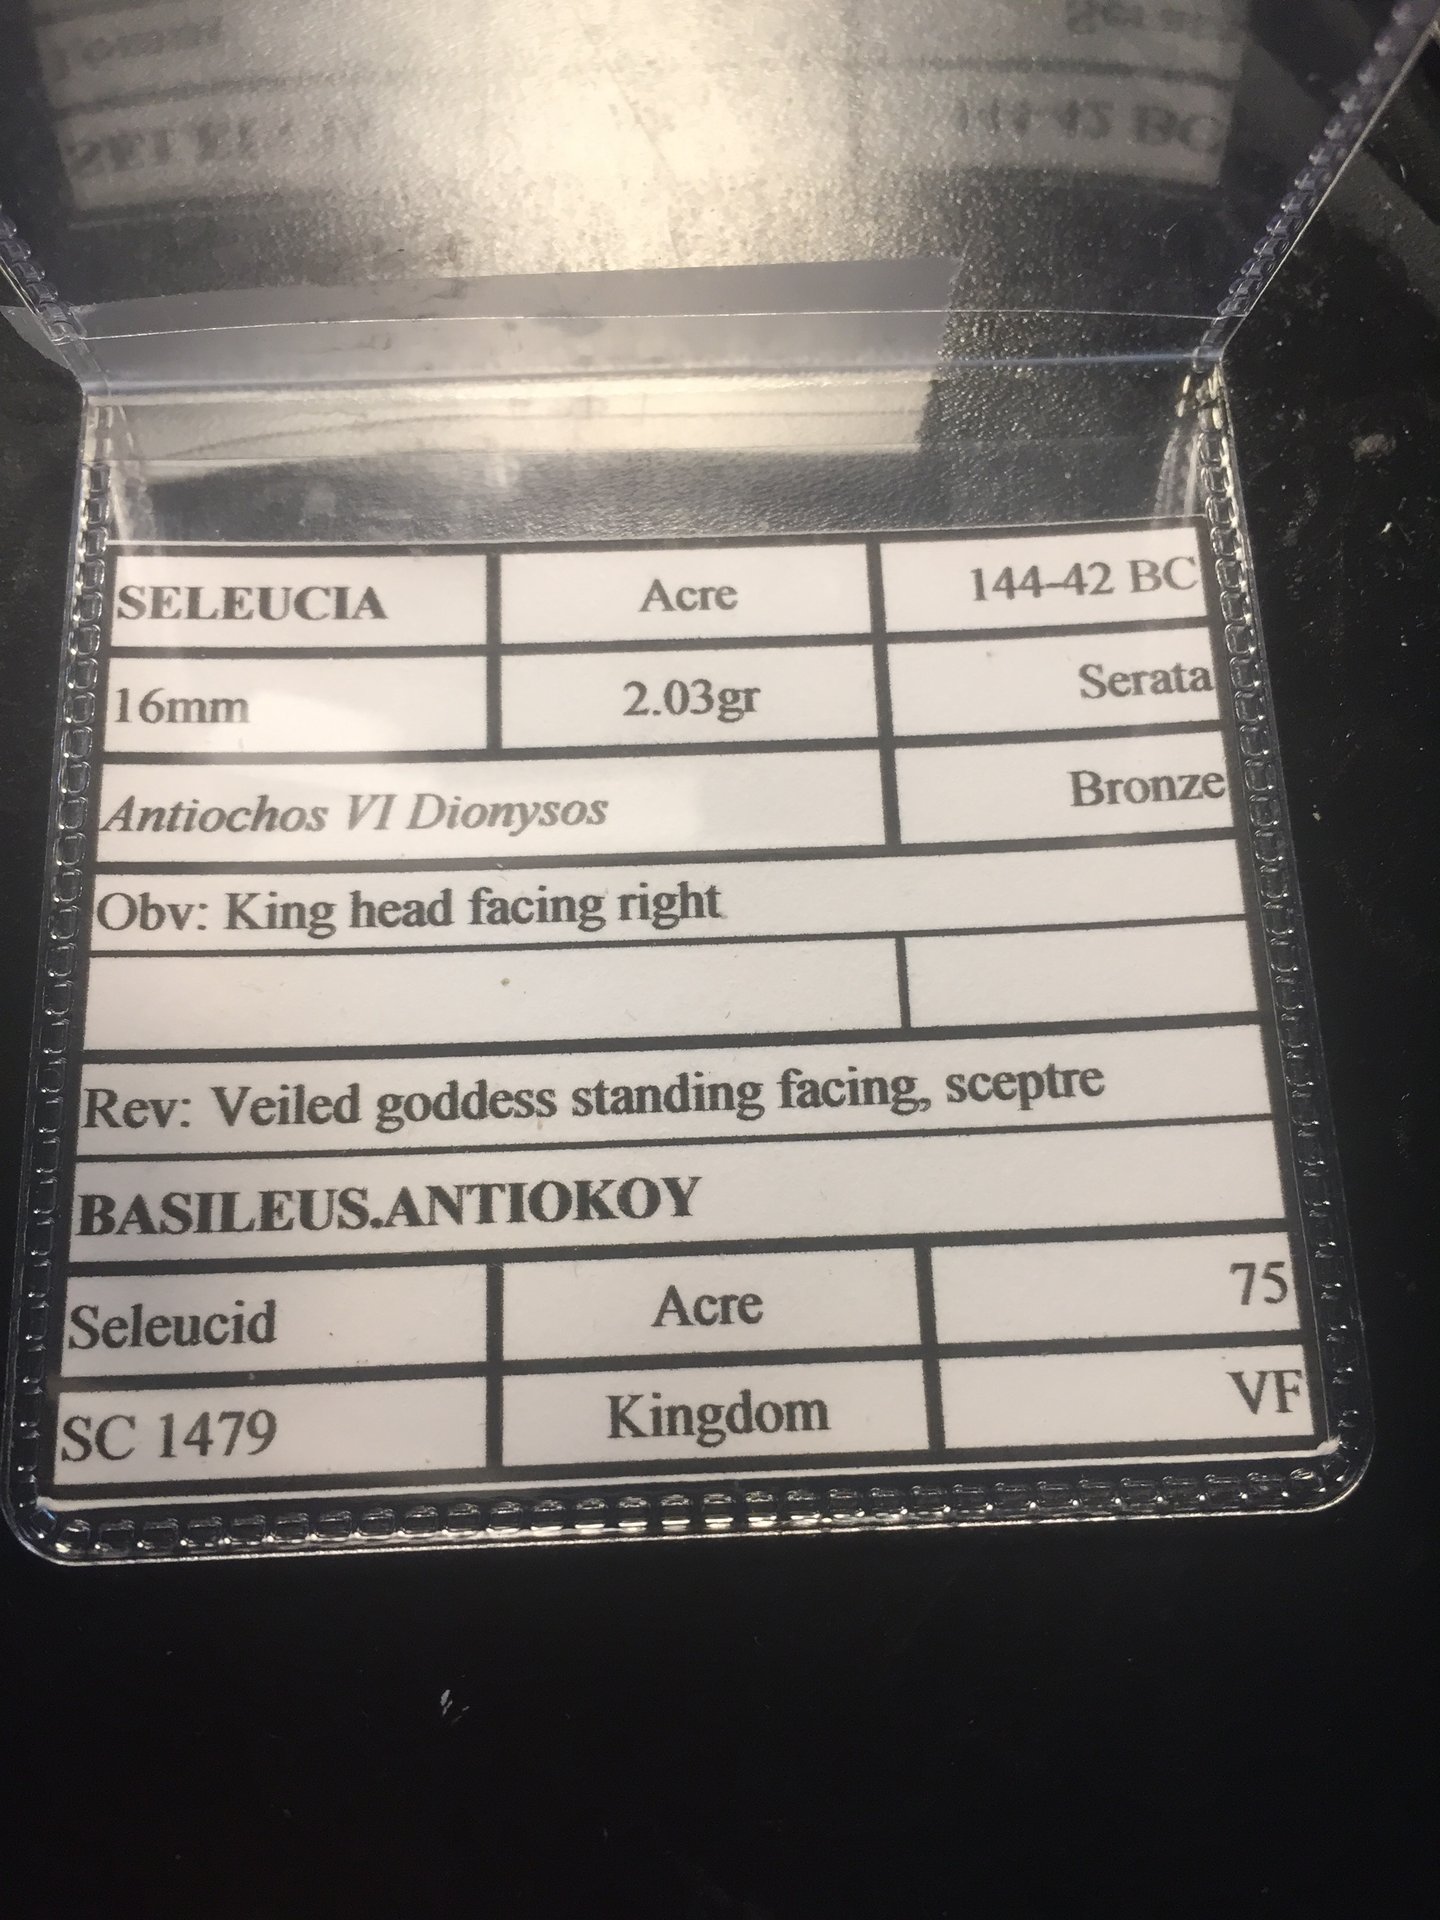 SELEUCIA Acre 144-42 BC
16mm 2.03gr Serata
Antiochos VI Dionysos Bronze
Obv: King head facing right
Rev: Veiled goddess standing facing, sceptre
BASILEUS.ANTIOKOY
Seleucid Acre 75
SC 1479 Kingdom VF